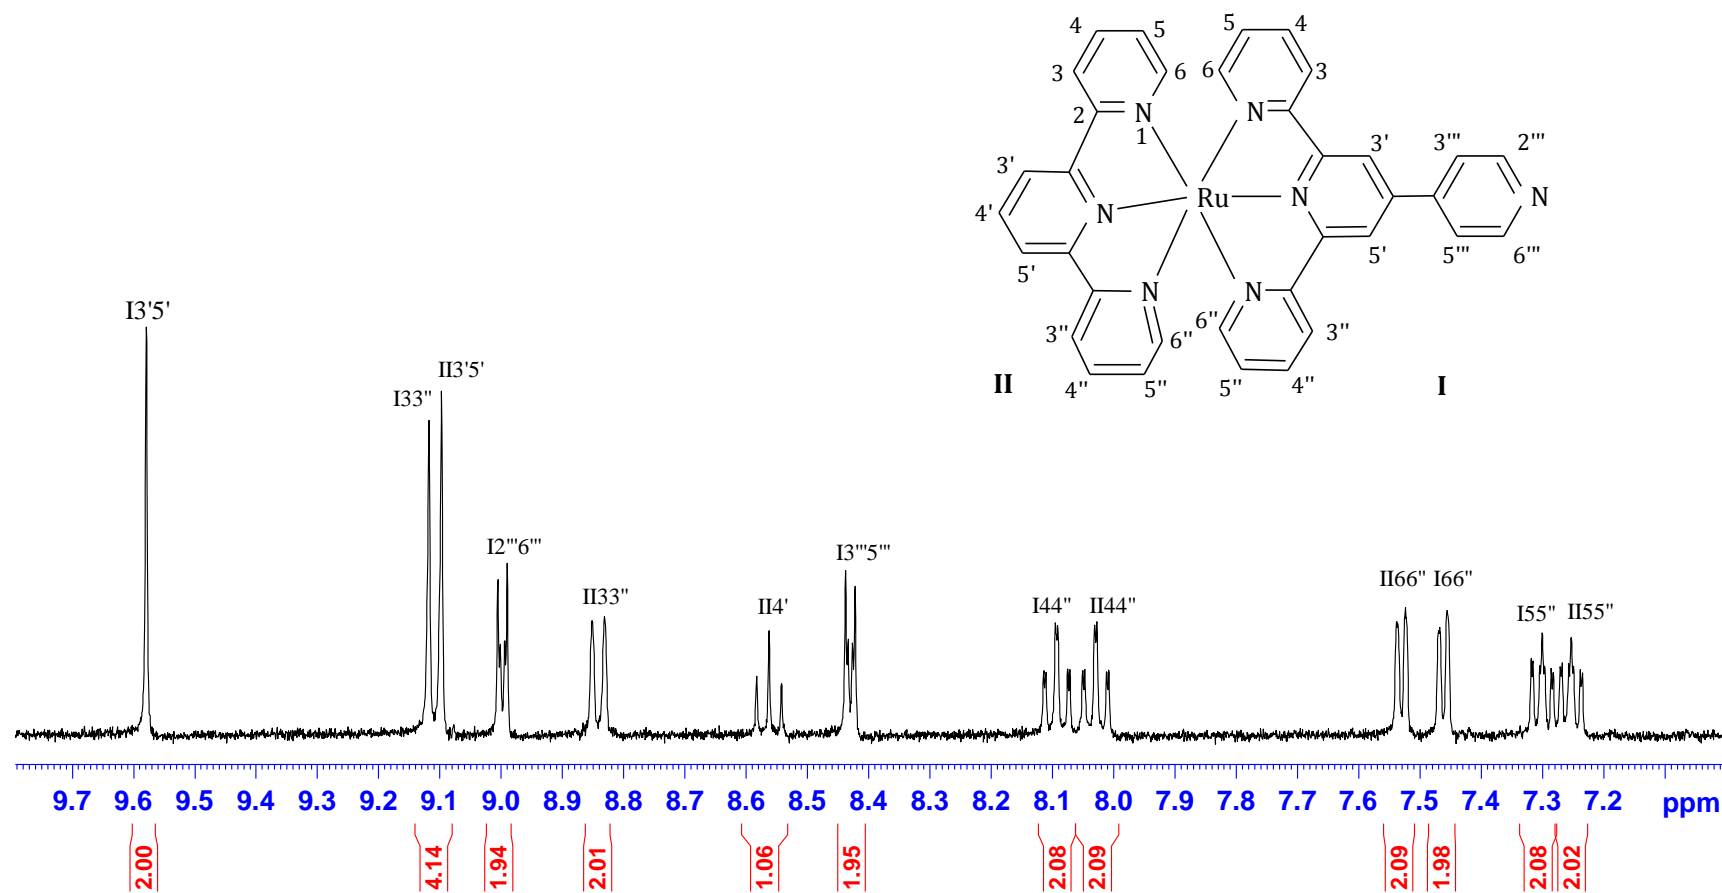 4 5 5 4
3 6 6 3
2 N N
1
3' 3' 3''' 2'''
4' N Ru N N
5' 5' 5''' 6'''
N N
3'' 6'' 6'' 3''
4'' 5'' 5'' 4''
II I
I3'5'
I33'' II3'5'
I2'''6'''
II33''
II4'
I3'''5'''
I44'' II44''
II66'' I66''
I55'' II55''
9.7 9.6 9.5 9.4 9.3 9.2 9.1 9.0 8.9 8.8 8.7 8.6 8.5 8.4 8.3 8.2 8.1 8.0 7.9 7.8 7.7 7.6 7.5 7.4 7.3 7.2 ppm
2.00 4.14 1.94 2.01 1.06 1.95 2.08 2.09 2.09 1.98 2.08 2.02